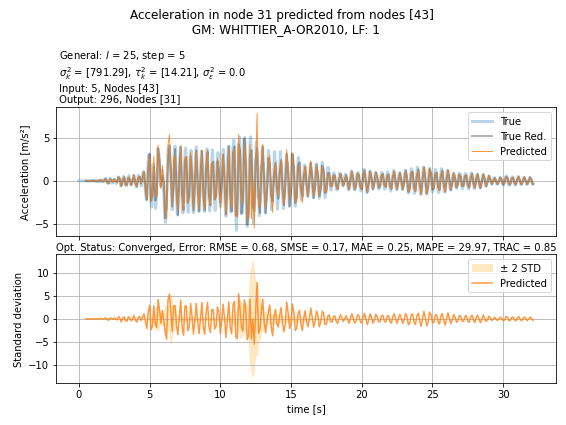 Acceleration in node 31 predicted from nodes [43]
GM: WHITTIER_A-OR2010, LF: 1
General: l = 25, step = 5
σ²ₖ = [791.29], τ²ₖ = [14.21], σ²_ε = 0.0
Input: 5, Nodes [43]
Output: 296, Nodes [31]
Acceleration [m/s²]
5
0
−5
True
True Red.
Predicted
Opt. Status: Converged, Error: RMSE = 0.68, SMSE = 0.17, MAE = 0.25, MAPE = 29.97, TRAC = 0.85
Standard deviation
10
5
0
−5
−10
± 2 STD
Predicted
0 5 10 15 20 25 30
time [s]